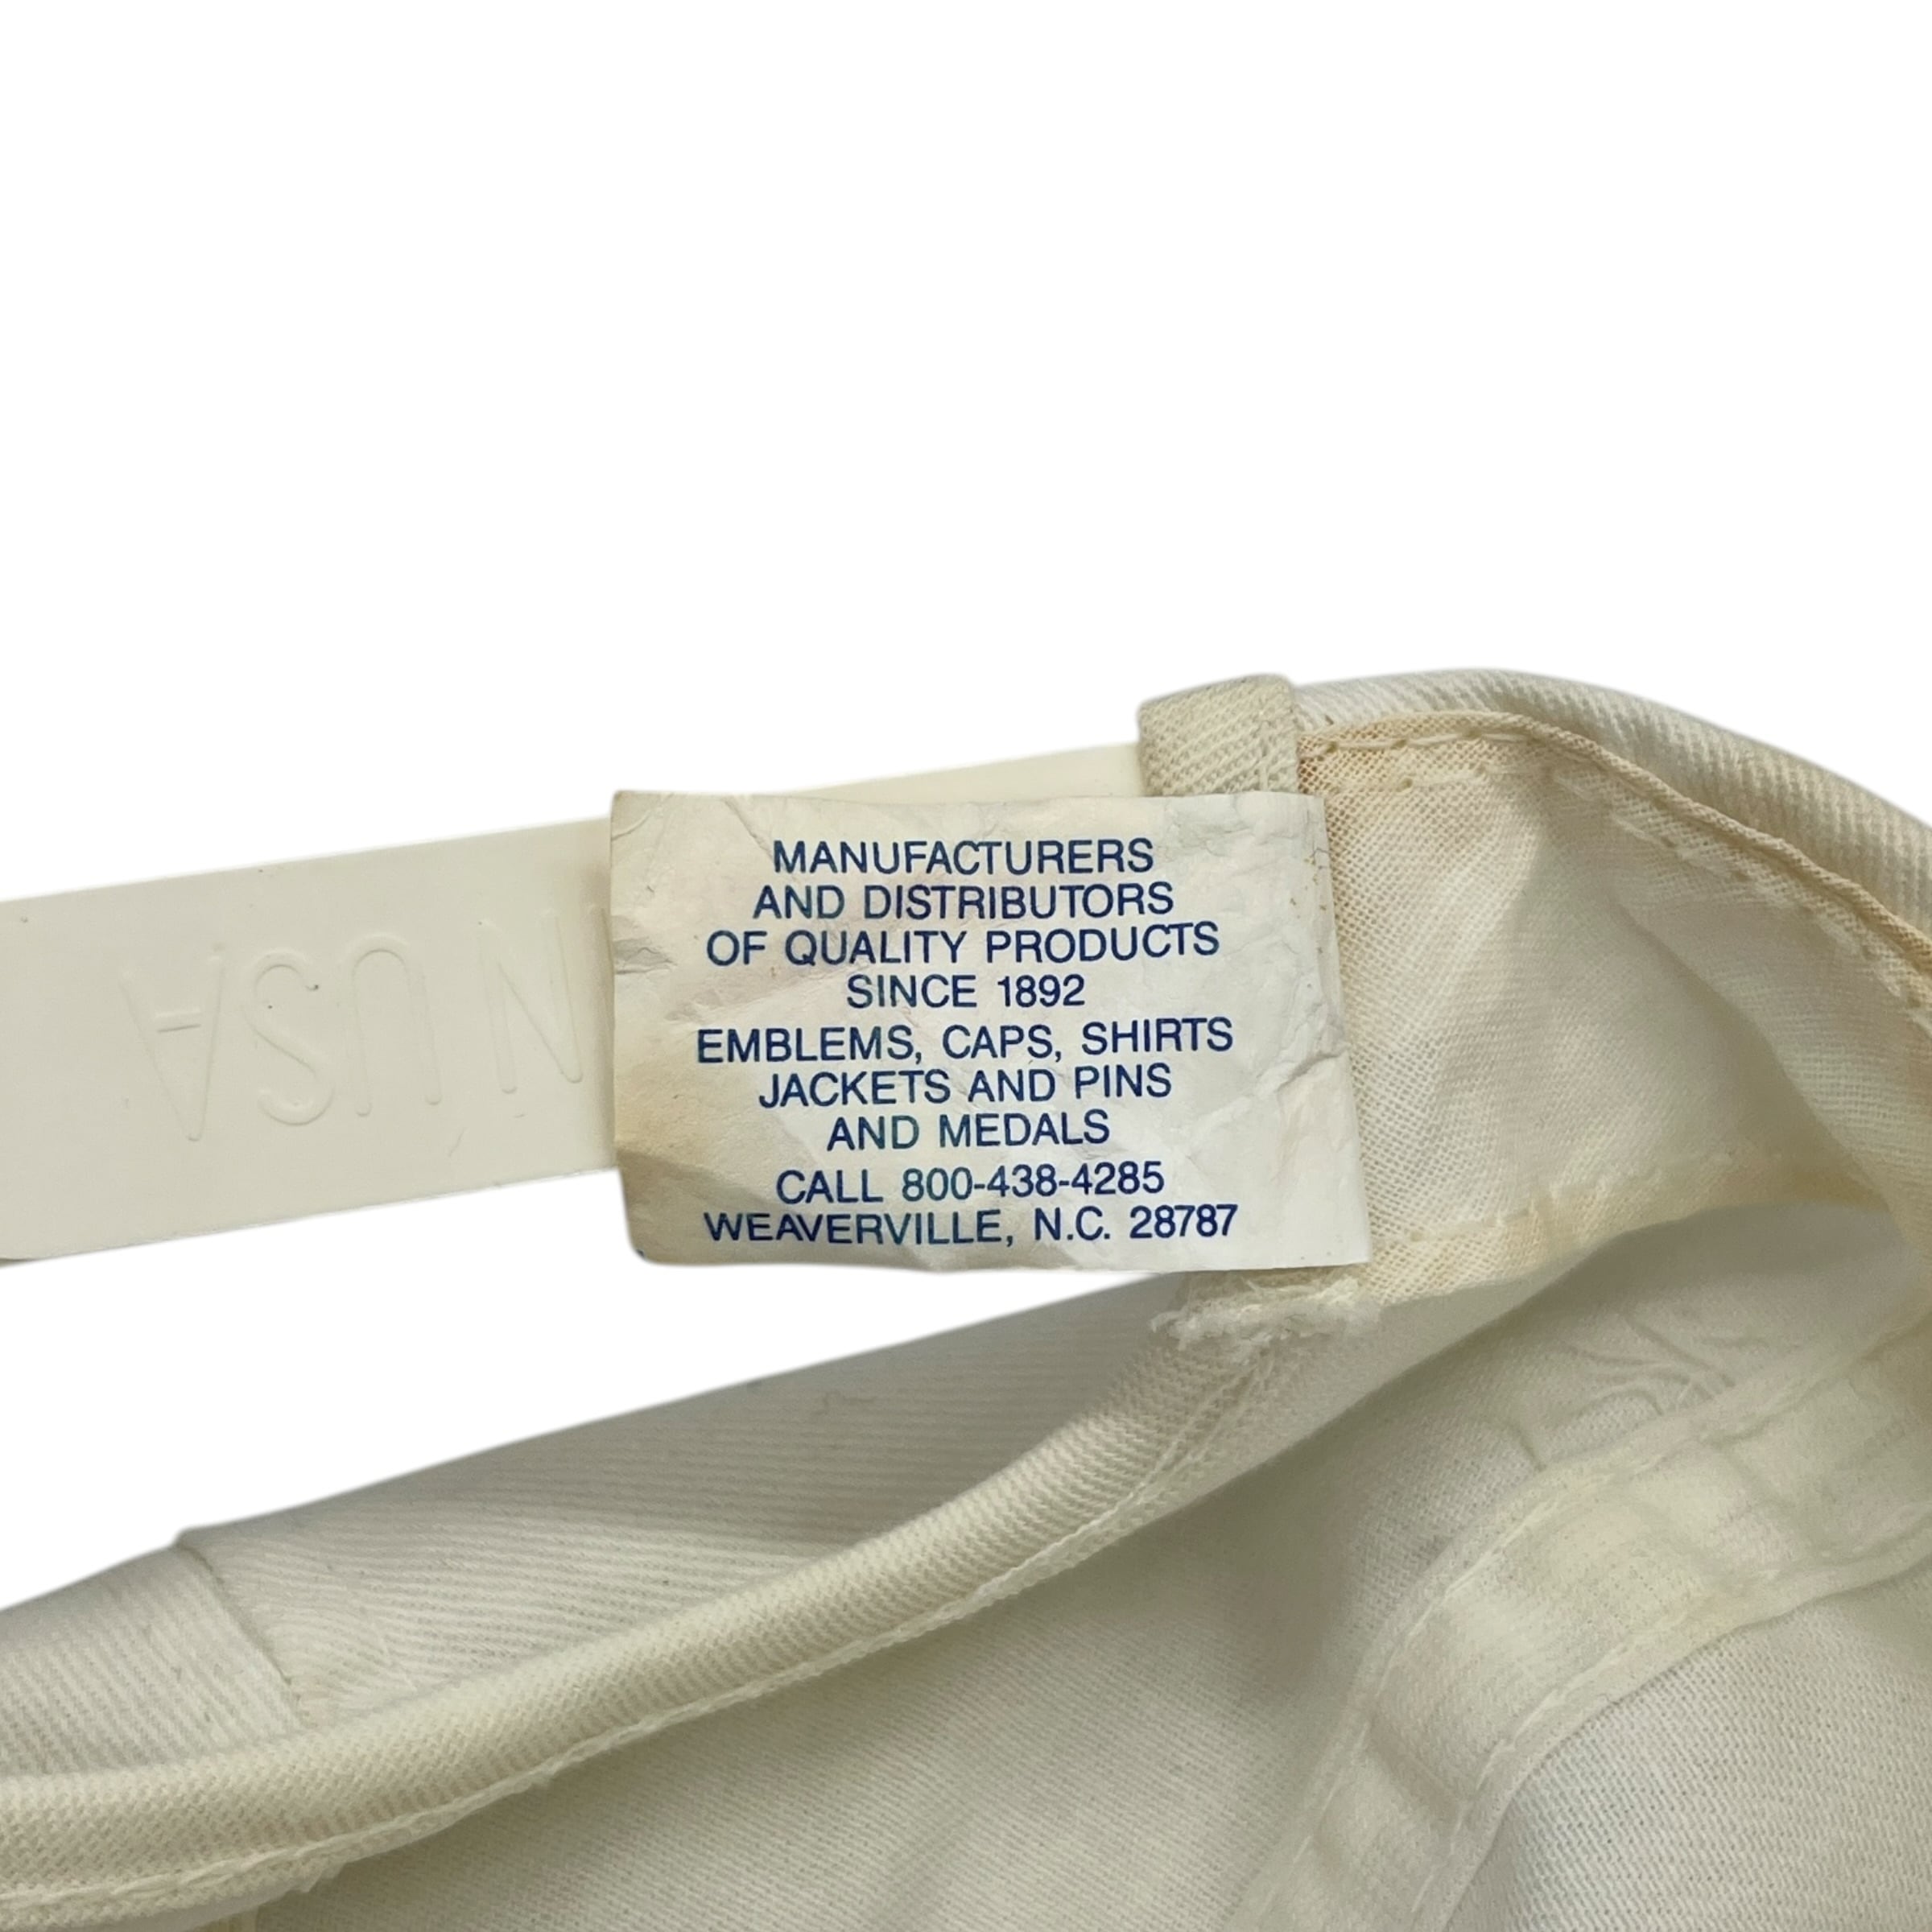 MANUFACTURERS
AND DISTRIBUTORS
OF QUALITY PRODUCTS
SINCE 1892
EMBLEMS, CAPS, SHIRTS
JACKETS AND PINS
AND MEDALS
CALL 800-438-4285
WEAVERVILLE, N.C. 28787
N USA